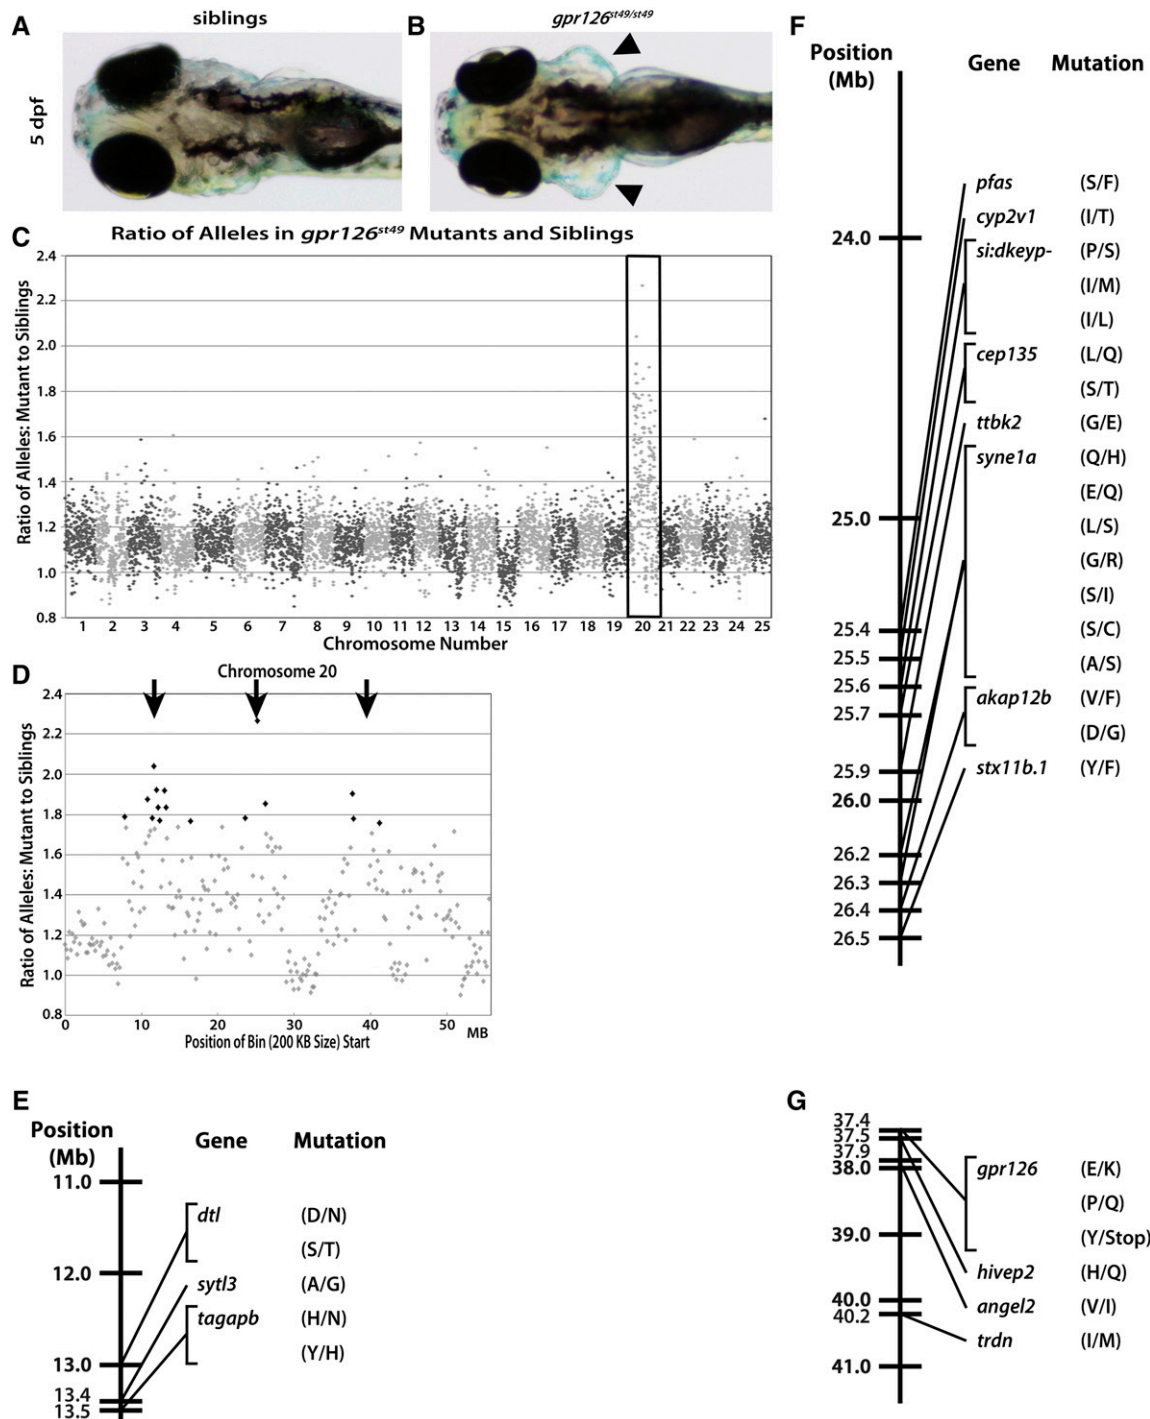 A
siblings
B
gpr126st49/st49
5 dpf
C
Ratio of Alleles in gpr126st49 Mutants and Siblings
Ratio of Alleles: Mutant to Siblings
2.4
2.2
2.0
1.8
1.6
1.4
1.2
1.0
0.8
1 2 3 4 5 6 7 8 9 10 11 12 13 14 15 16 17 18 19 20 21 22 23 24 25
Chromosome Number
D
Chromosome 20
Ratio of Alleles: Mutant to Siblings
2.4
2.2
2.0
1.8
1.6
1.4
1.2
1.0
0.8
0 10 20 30 40 50 MB
Position of Bin (200 KB Size) Start
E
Position (Mb)
Gene
Mutation
11.0
dtl (D/N)
(S/T)
12.0
sytl3 (A/G)
tagapb (H/N)
(Y/H)
13.0
13.4
13.5
F
Position (Mb)
Gene
Mutation
pfas (S/F)
cyp2v1 (I/T)
24.0
si:dkeyp- (P/S)
(I/M)
(I/L)
cep135 (L/Q)
(S/T)
ttbk2 (G/E)
syne1a (Q/H)
(E/Q)
25.0
(L/S)
(G/R)
(S/I)
25.4
(S/C)
25.5
(A/S)
25.6
akap12b (V/F)
25.7
(D/G)
25.9
stx11b.1 (Y/F)
26.0
26.2
26.3
26.4
26.5
G
37.4
37.5
37.9
38.0
gpr126 (E/K)
(P/Q)
39.0
(Y/Stop)
hivep2 (H/Q)
40.0
angel2 (V/I)
40.2
trdn (I/M)
41.0